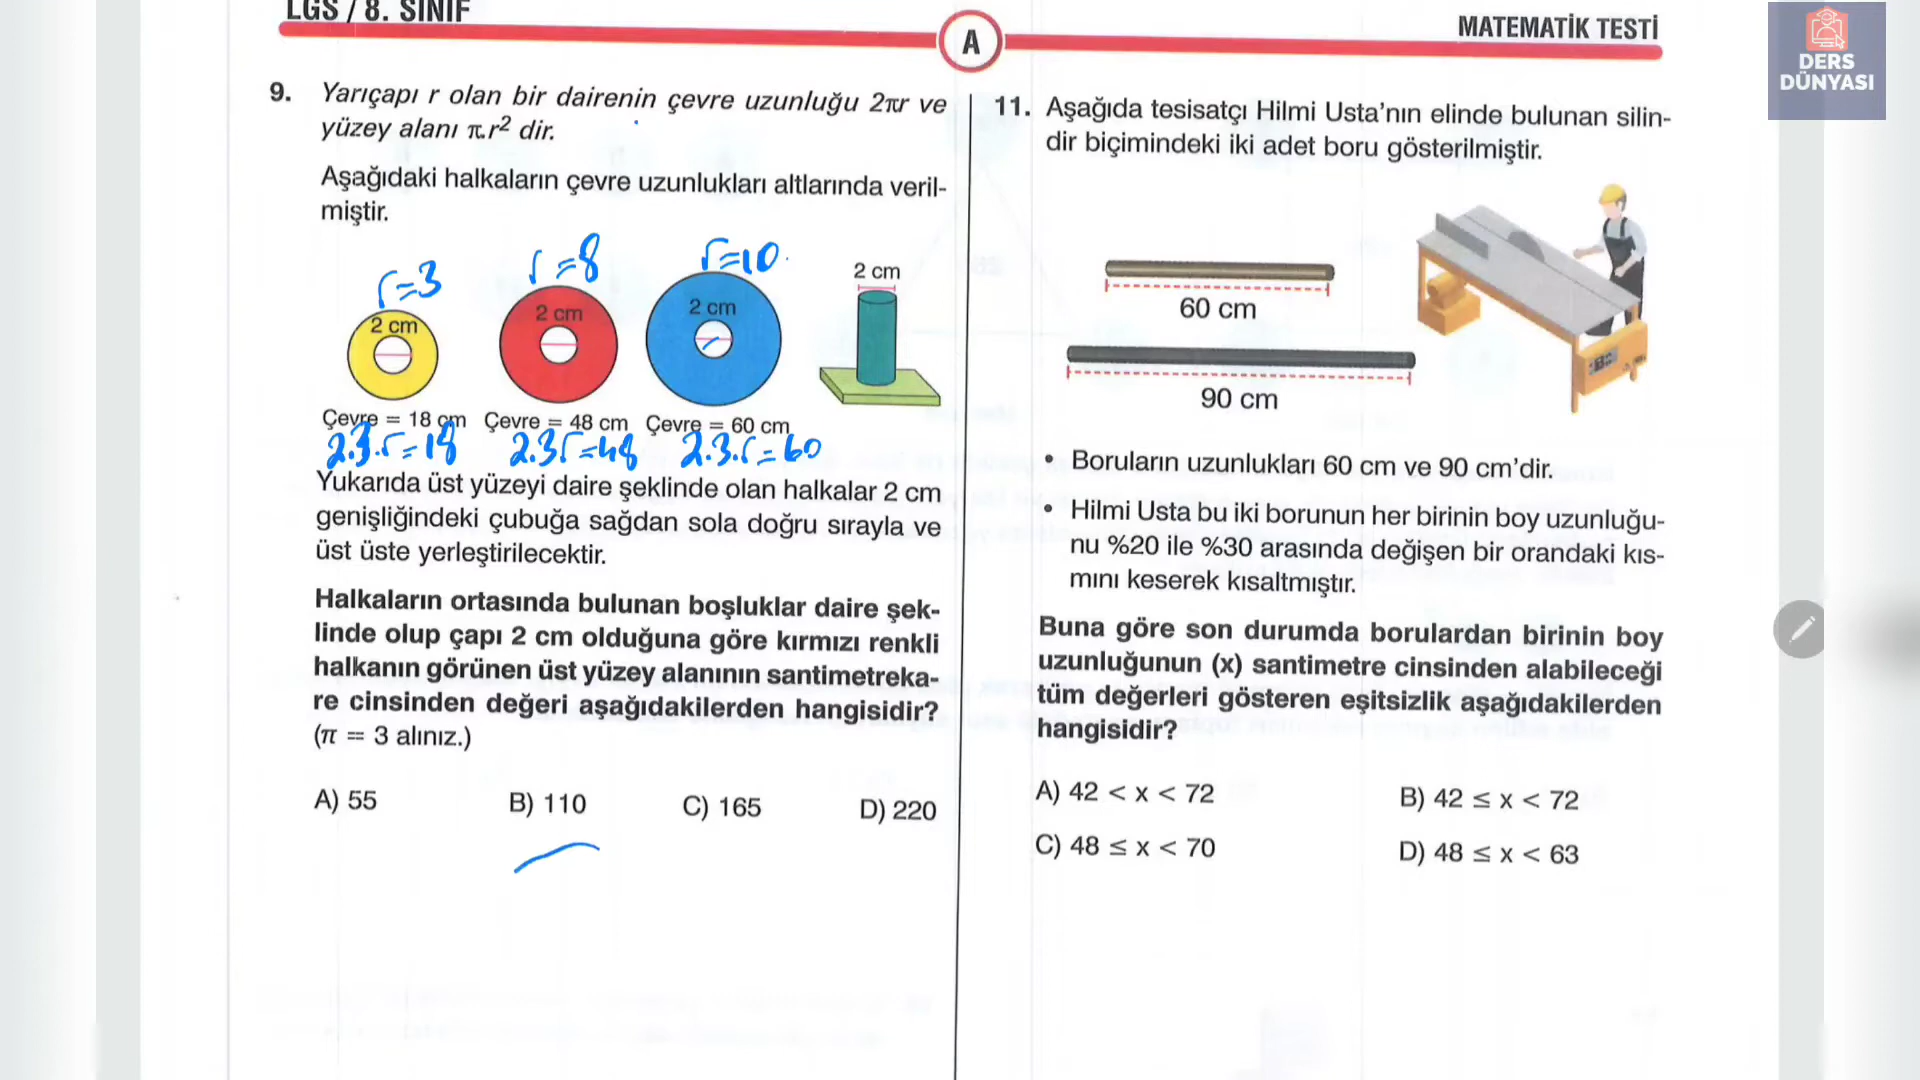 LGS / 8. SINIF
A
MATEMATİK TESTİ
DERS
DÜNYASI
9. Yarıçapı r olan bir dairenin çevre uzunluğu 2πr ve
yüzey alanı π.r² dir.
Aşağıdaki halkaların çevre uzunlukları altlarında veril-
miştir.
r=3
r=8
r=10
2 cm
2 cm
2 cm
2 cm
Çevre = 18 cm
Çevre = 48 cm
Çevre = 60 cm
2.3.r=18
2.3r=48
2.3.r=60
Yukarıda üst yüzeyi daire şeklinde olan halkalar 2 cm
genişliğindeki çubuğa sağdan sola doğru sırayla ve
üst üste yerleştirilecektir.
Halkaların ortasında bulunan boşluklar daire şek-
linde olup çapı 2 cm olduğuna göre kırmızı renkli
halkanın görünen üst yüzey alanının santimetreka-
re cinsinden değeri aşağıdakilerden hangisidir?
(π = 3 alınız.)
A) 55
B) 110
C) 165
D) 220
11. Aşağıda tesisatçı Hilmi Usta'nın elinde bulunan silin-
dir biçimindeki iki adet boru gösterilmiştir.
60 cm
90 cm
• Boruların uzunlukları 60 cm ve 90 cm'dir.
• Hilmi Usta bu iki borunun her birinin boy uzunluğu-
nu %20 ile %30 arasında değişen bir orandaki kıs-
mını keserek kısaltmıştır.
Buna göre son durumda borulardan birinin boy
uzunluğunun (x) santimetre cinsinden alabileceği
tüm değerleri gösteren eşitsizlik aşağıdakilerden
hangisidir?
A) 42 < x < 72
B) 42 ≤ x < 72
C) 48 ≤ x < 70
D) 48 ≤ x < 63